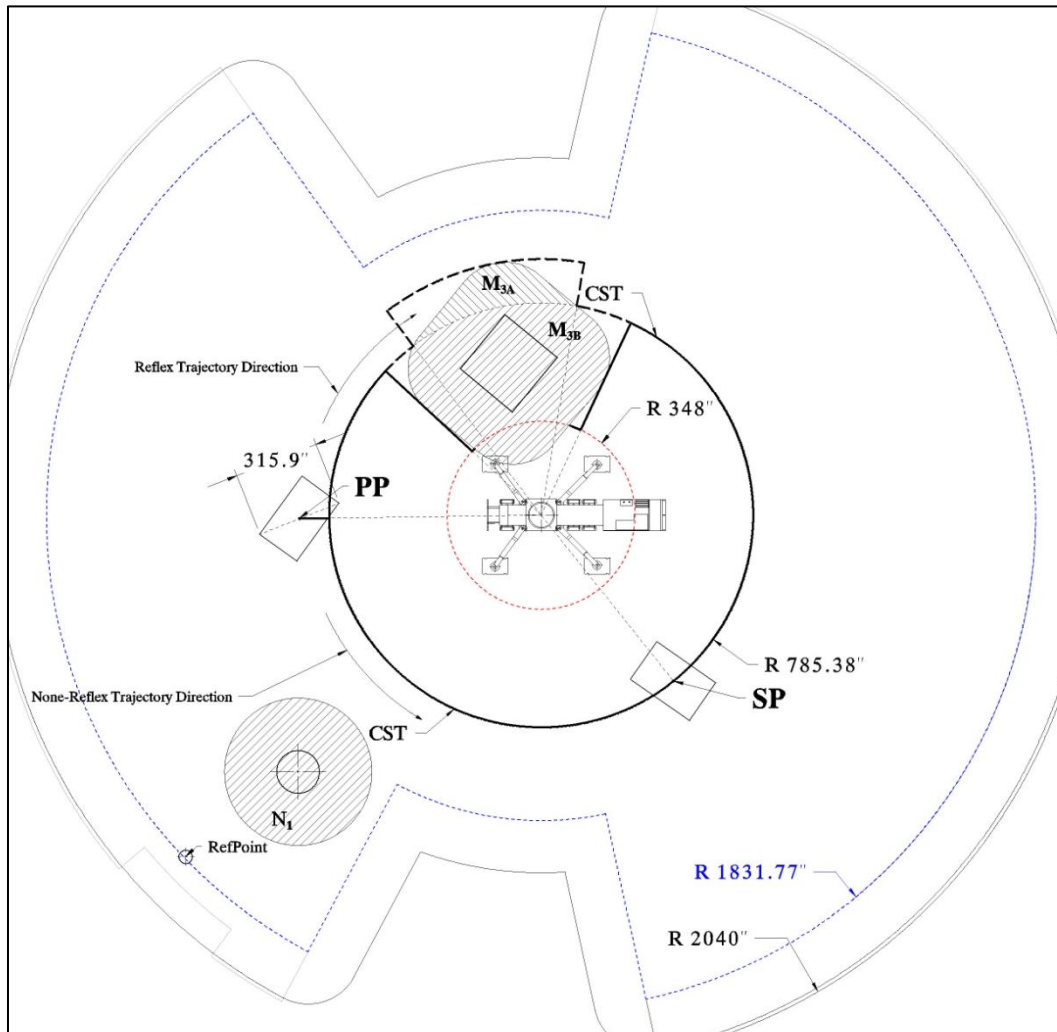 M3A
CST
M3B
Reflex Trajectory Direction
R 348"
315.9"
PP
R 785.38"
None-Reflex Trajectory Direction
SP
CST
N1
RefPoint
R 1831.77"
R 2040"